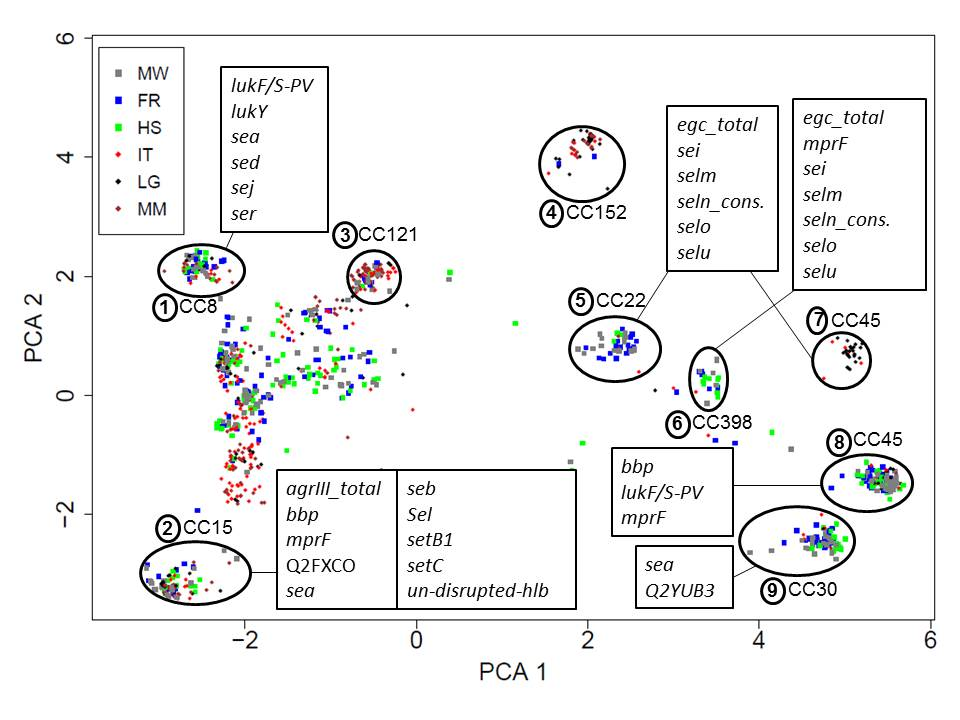 6
4
2
0
−2
PCA 2
MW
FR
HS
IT
LG
MM
lukF/S-PV
lukY
sea
sed
sej
ser
1 CC8
3 CC121
4 CC152
egc_total
sei
selm
seln_cons.
selo
selu
egc_total
mprF
sei
selm
seln_cons.
selo
selu
5 CC22
7 CC45
6 CC398
8 CC45
bbp
lukF/S-PV
mprF
2 CC15
agrIII_total
bbp
mprF
Q2FXCO
sea
seb
Sel
setB1
setC
un-disrupted-hlb
sea
Q2YUB3
9 CC30
−2
0
2
4
6
PCA 1